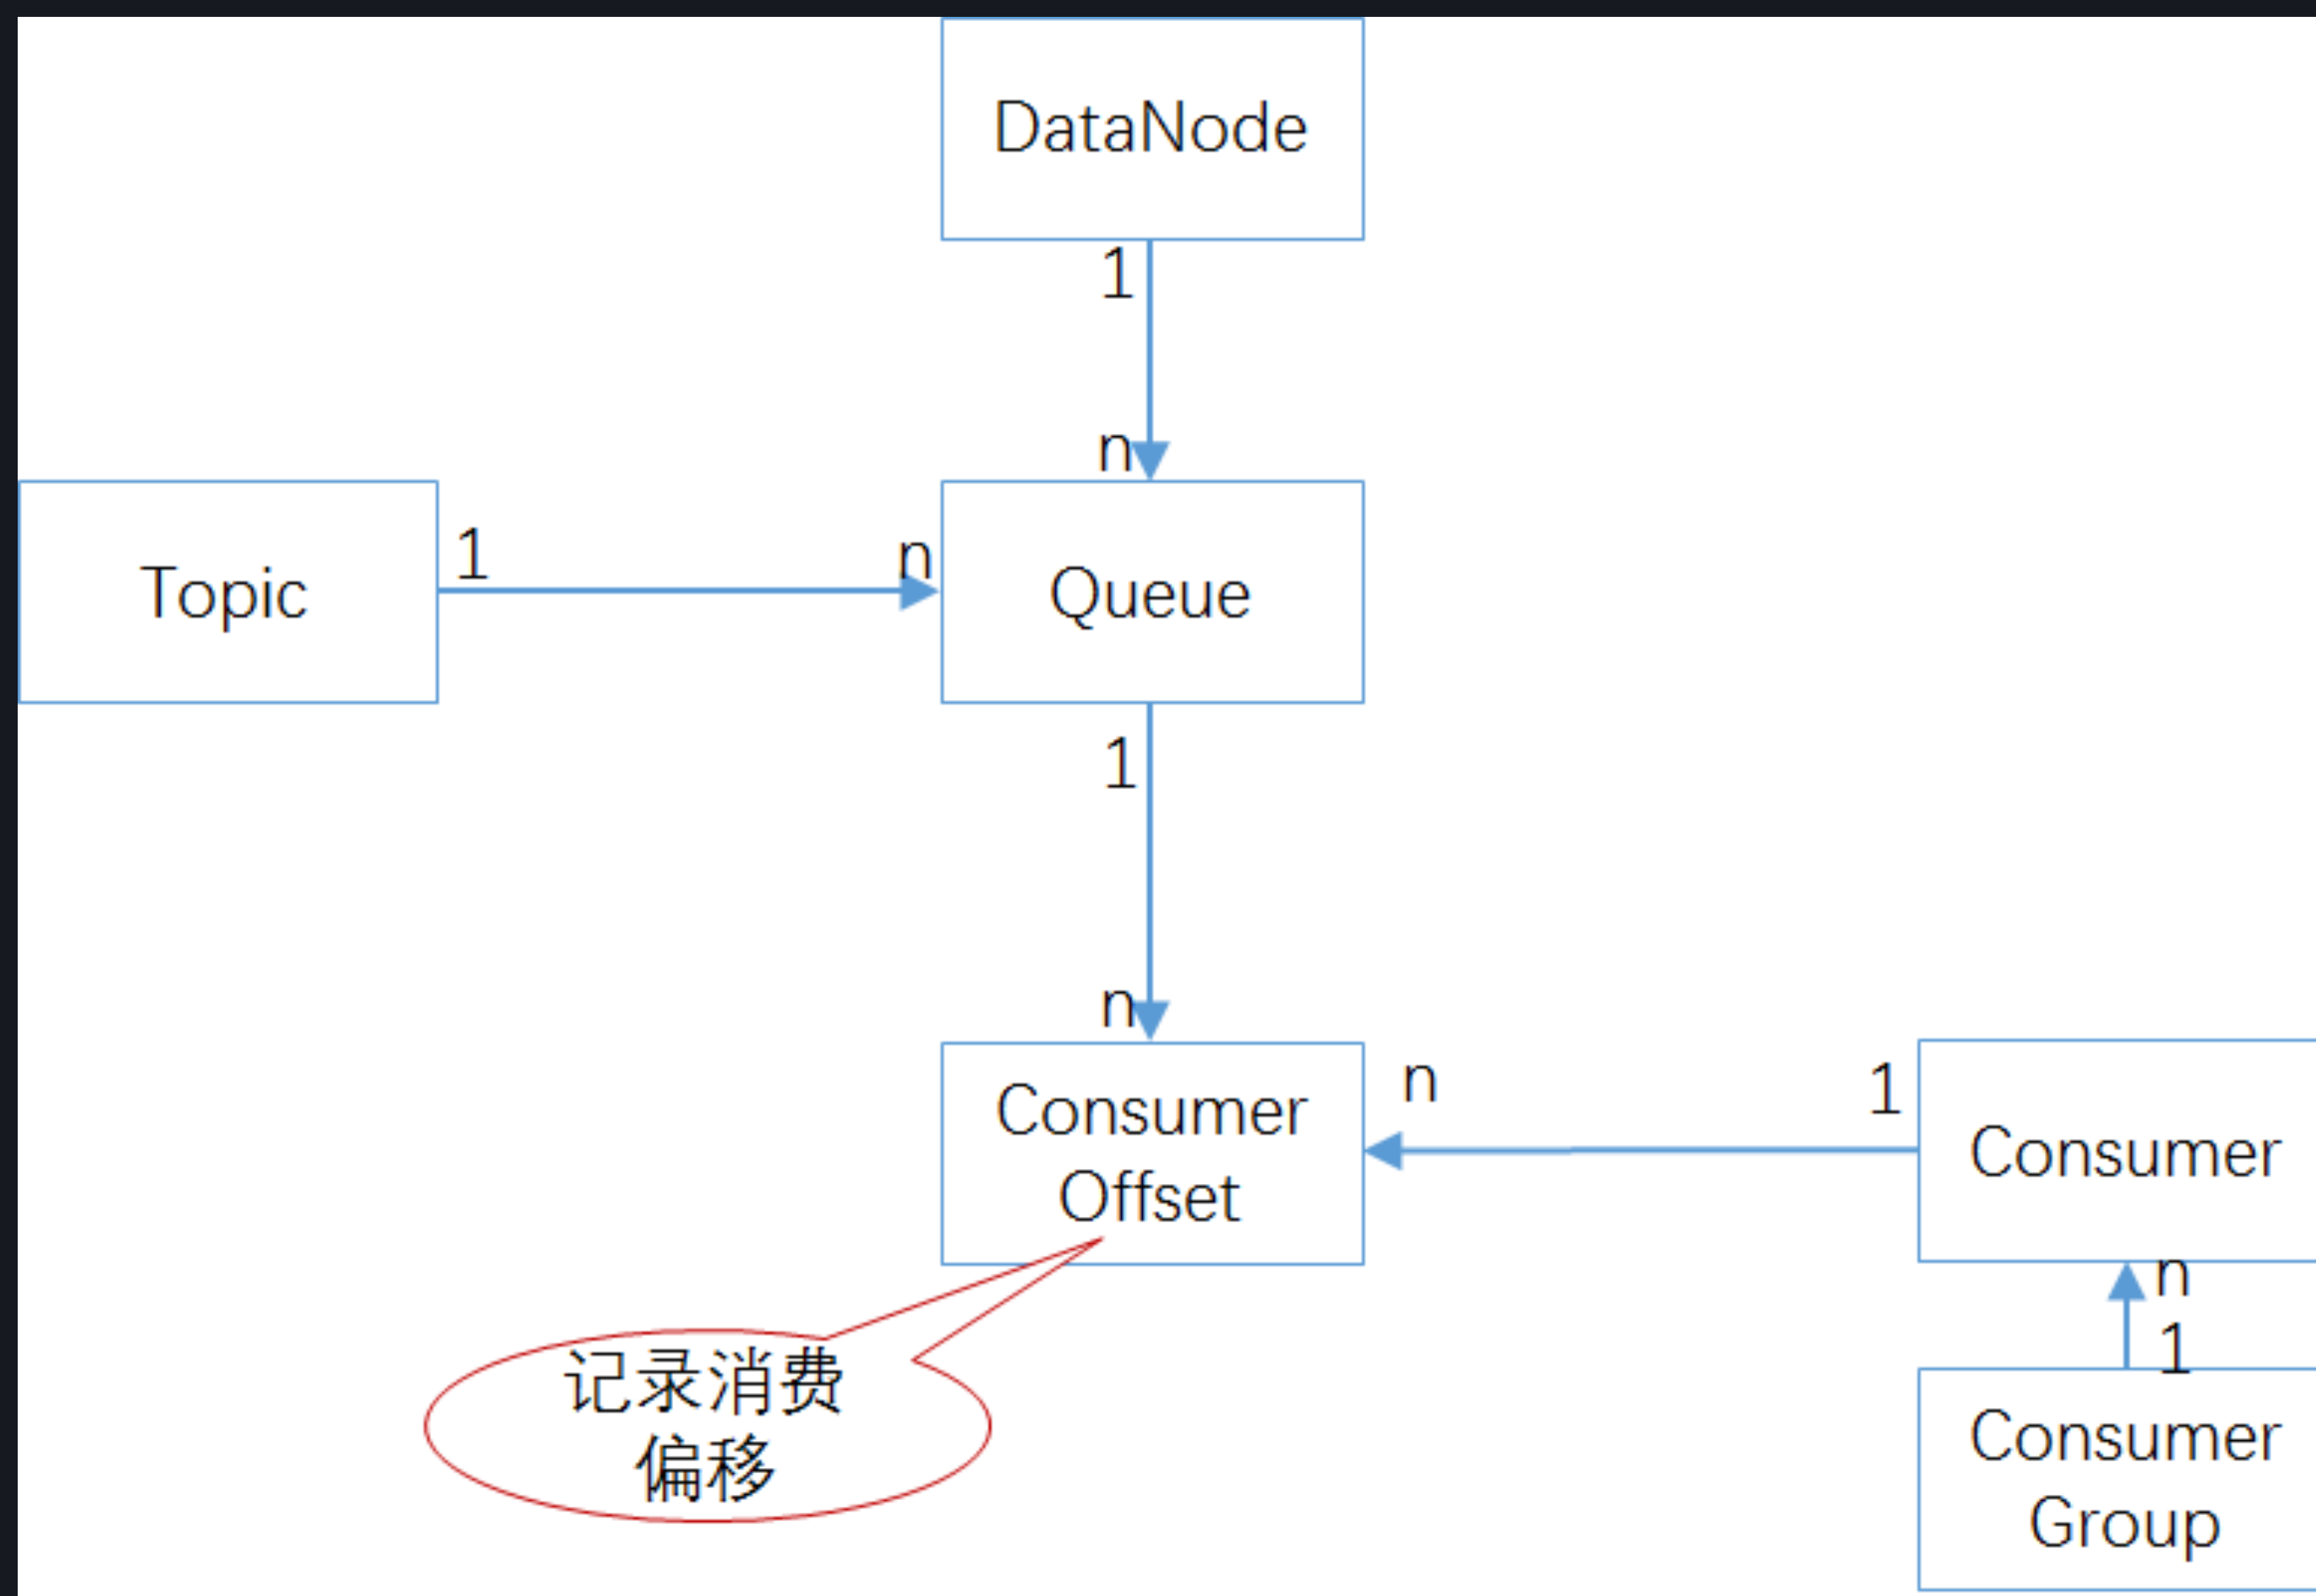 DataNode
1
n
Topic
1
n
Queue
1
n
Consumer
Offset
n
1
Consumer
n
1
Consumer
Group
记录消费
偏移